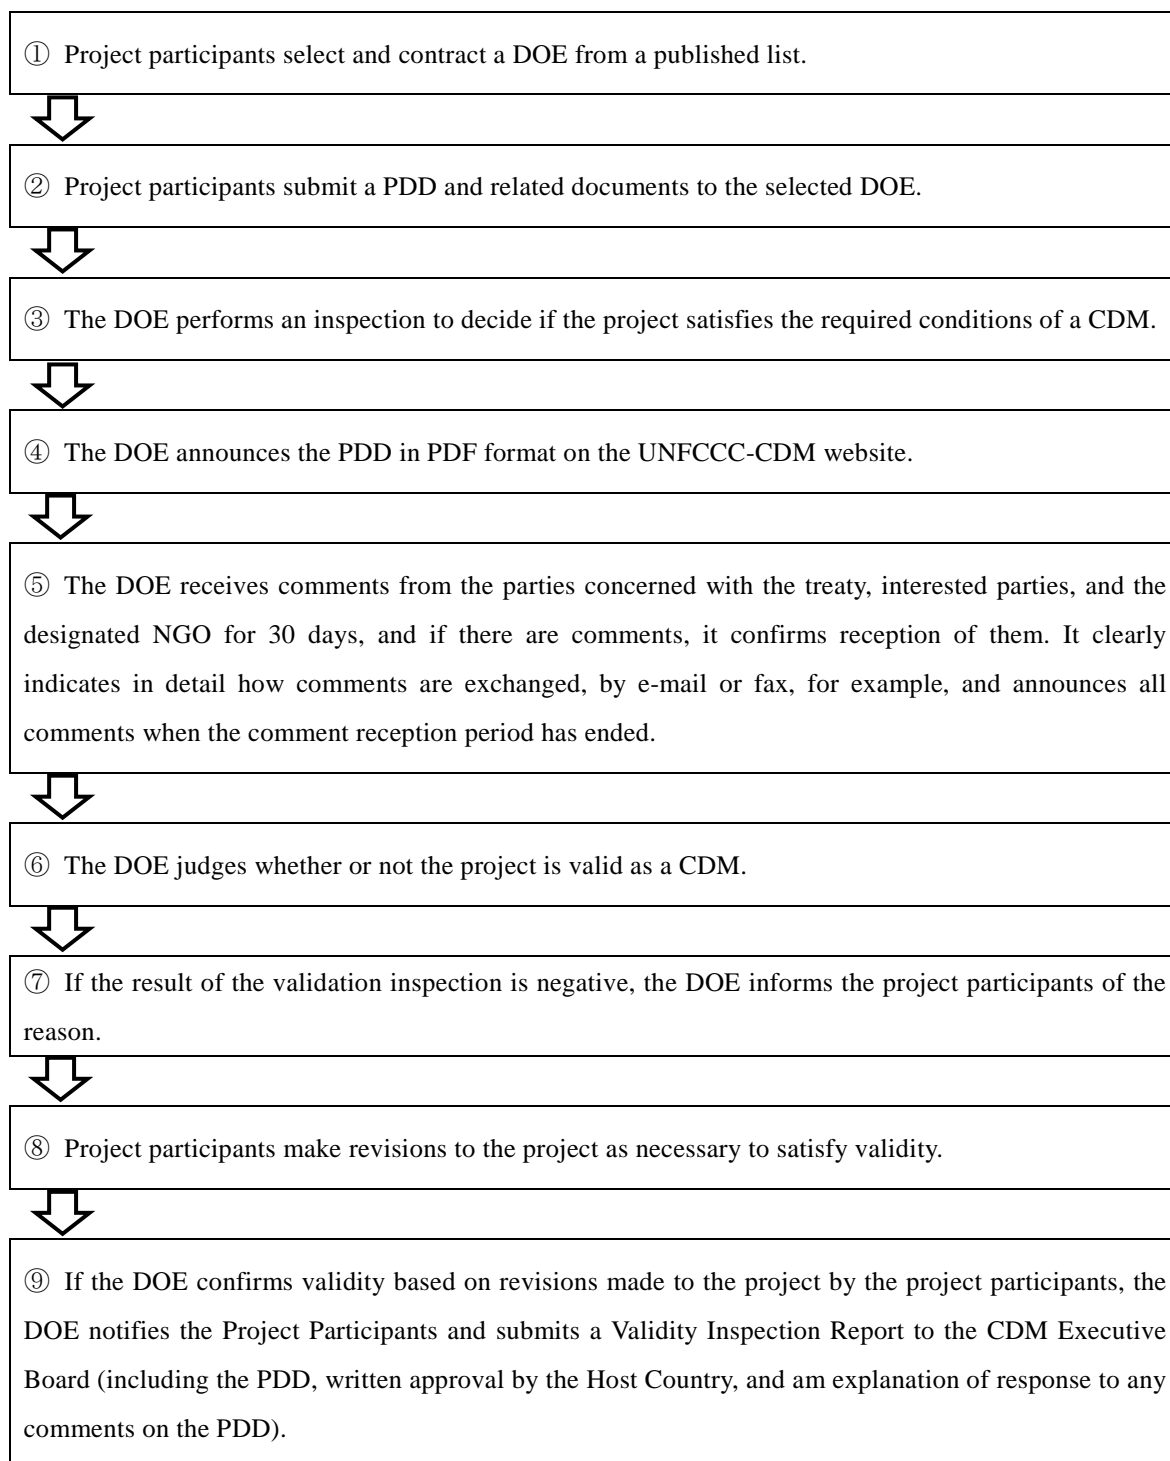 ① Project participants select and contract a DOE from a published list.
② Project participants submit a PDD and related documents to the selected DOE.
③ The DOE performs an inspection to decide if the project satisfies the required conditions of a CDM.
④ The DOE announces the PDD in PDF format on the UNFCCC-CDM website.
⑤ The DOE receives comments from the parties concerned with the treaty, interested parties, and the
designated NGO for 30 days, and if there are comments, it confirms reception of them. It clearly
indicates in detail how comments are exchanged, by e-mail or fax, for example, and announces all
comments when the comment reception period has ended.
⑥ The DOE judges whether or not the project is valid as a CDM.
⑦ If the result of the validation inspection is negative, the DOE informs the project participants of the
reason.
⑧ Project participants make revisions to the project as necessary to satisfy validity.
⑨ If the DOE confirms validity based on revisions made to the project by the project participants, the
DOE notifies the Project Participants and submits a Validity Inspection Report to the CDM Executive
Board (including the PDD, written approval by the Host Country, and am explanation of response to any
comments on the PDD).